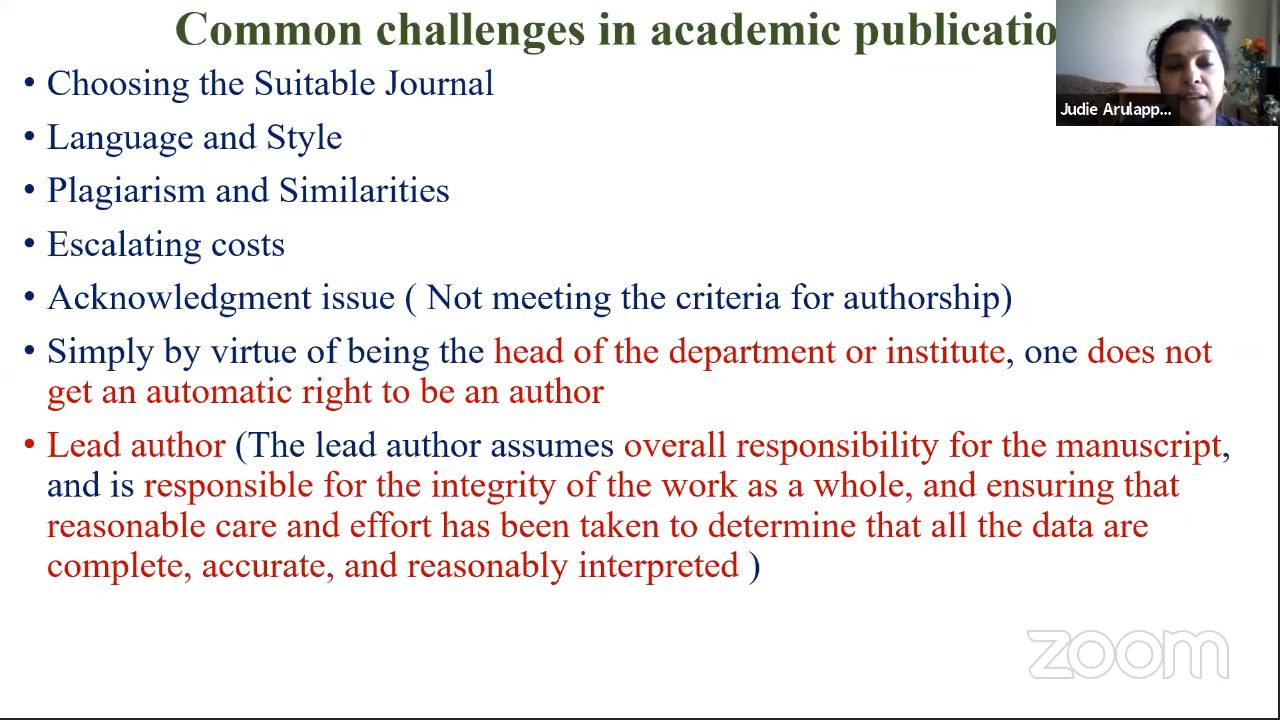 Common challenges in academic publicatio
Judie Arulapp...
• Choosing the Suitable Journal
• Language and Style
• Plagiarism and Similarities
• Escalating costs
• Acknowledgment issue ( Not meeting the criteria for authorship)
• Simply by virtue of being the head of the department or institute, one does not
get an automatic right to be an author
• Lead author (The lead author assumes overall responsibility for the manuscript,
and is responsible for the integrity of the work as a whole, and ensuring that
reasonable care and effort has been taken to determine that all the data are
complete, accurate, and reasonably interpreted )
zoom